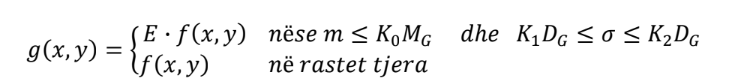 g(x, y) = { E · f(x, y) nëse m ≤ K₀M_G dhe K₁D_G ≤ σ ≤ K₂D_G
f(x, y) në rastet tjera